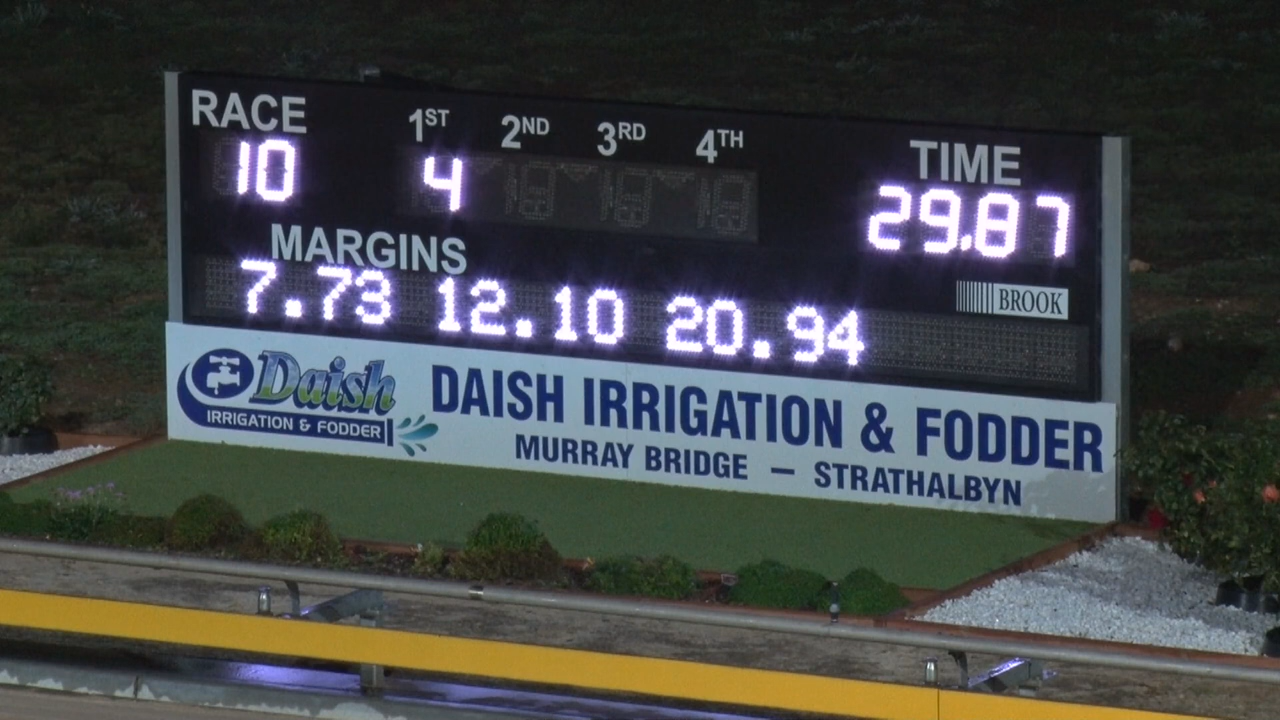 RACE 1ST 2ND 3RD 4TH TIME
10 4 29.87
MARGINS
7.73 12.10 20.94
BROOK
Daish
IRRIGATION & FODDER
DAISH IRRIGATION & FODDER
MURRAY BRIDGE — STRATHALBYN